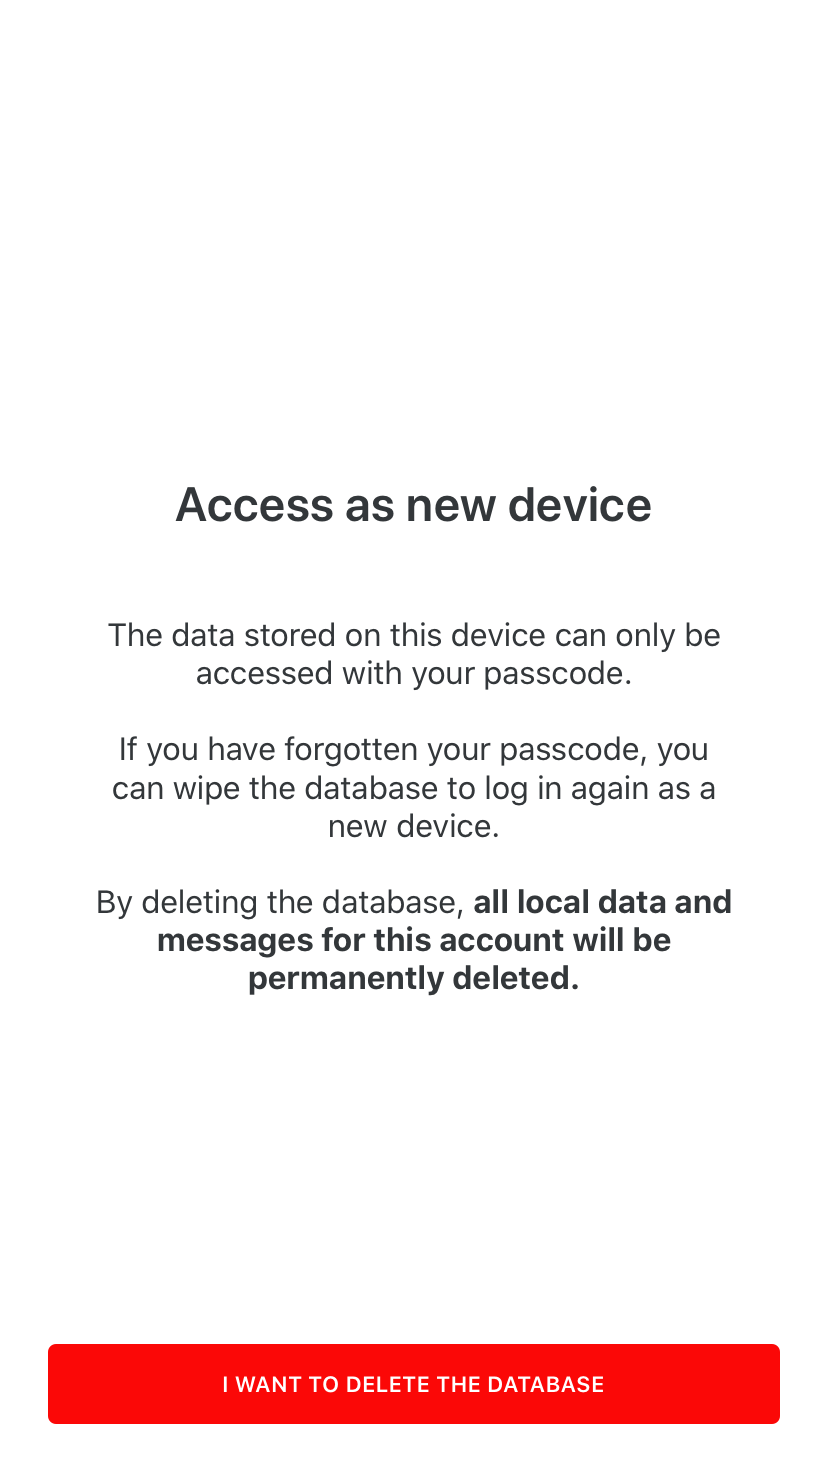 Access as new device
The data stored on this device can only be
accessed with your passcode.
If you have forgotten your passcode, you
can wipe the database to log in again as a
new device.
By deleting the database, all local data and
messages for this account will be
permanently deleted.
I WANT TO DELETE THE DATABASE